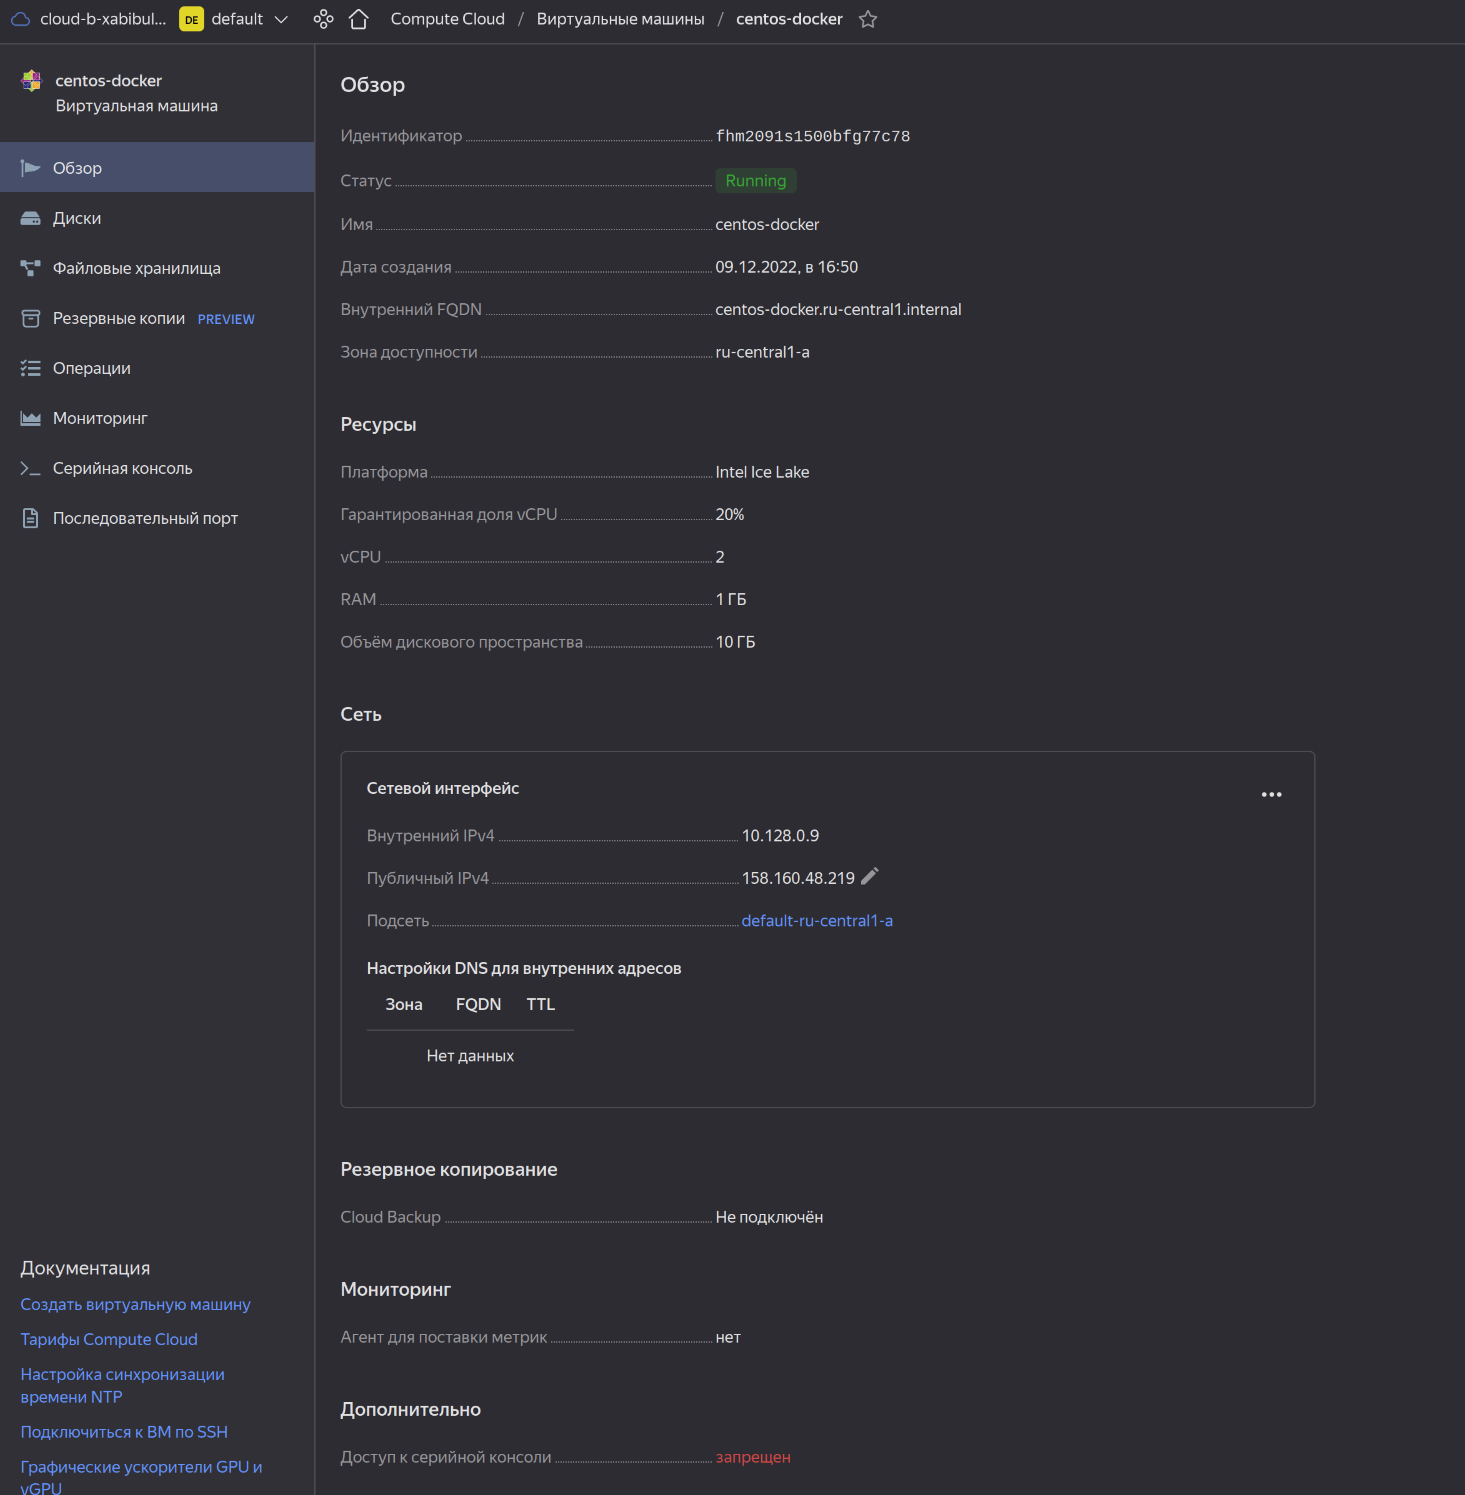 cloud-b-xabibul... DE default Compute Cloud / Виртуальные машины / centos-docker
centos-docker
Виртуальная машина
Обзор
Диски
Файловые хранилища
Резервные копии PREVIEW
Операции
Мониторинг
Серийная консоль
Последовательный порт
Документация
Создать виртуальную машину
Тарифы Compute Cloud
Настройка синхронизации
времени NTP
Подключиться к ВМ по SSH
Графические ускорители GPU и
vGPU
Обзор
Идентификатор fhm2091s1500bfg77c78
Статус Running
Имя centos-docker
Дата создания 09.12.2022, в 16:50
Внутренний FQDN centos-docker.ru-central1.internal
Зона доступности ru-central1-a
Ресурсы
Платформа Intel Ice Lake
Гарантированная доля vCPU 20%
vCPU 2
RAM 1 ГБ
Объём дискового пространства 10 ГБ
Сеть
Сетевой интерфейс
Внутренний IPv4 10.128.0.9
Публичный IPv4 158.160.48.219
Подсеть default-ru-central1-a
Настройки DNS для внутренних адресов
Зона FQDN TTL
Нет данных
Резервное копирование
Cloud Backup Не подключён
Мониторинг
Агент для поставки метрик нет
Дополнительно
Доступ к серийной консоли запрещен